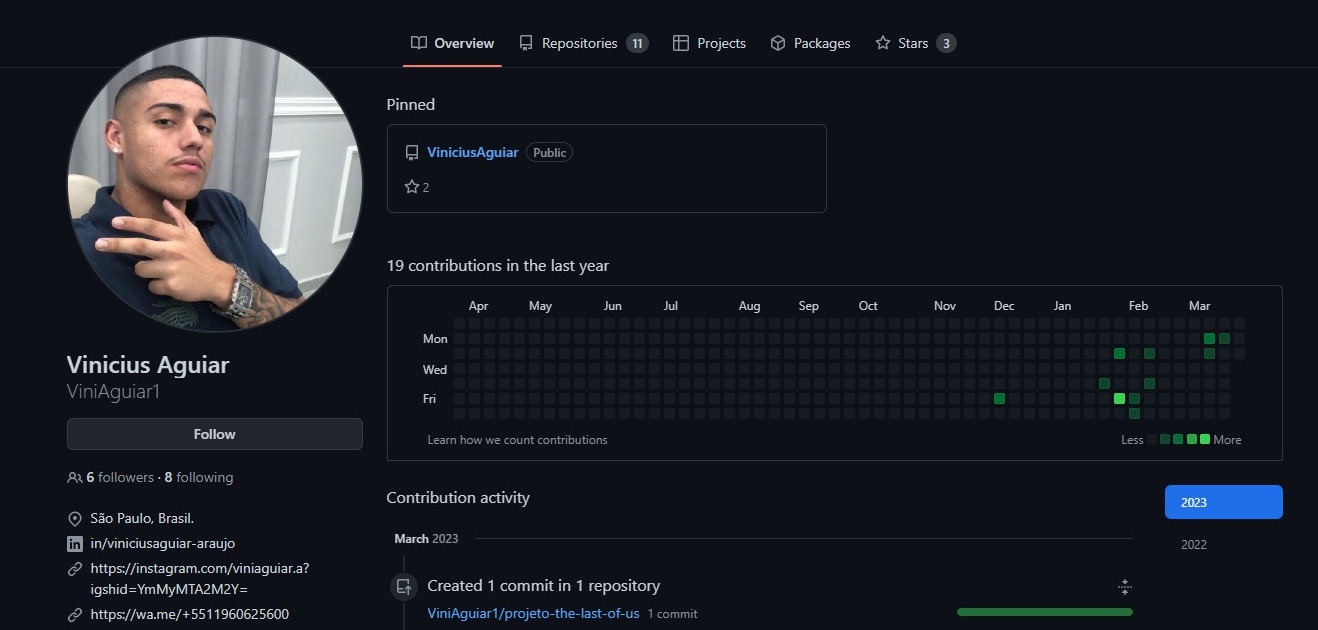 Overview Repositories 11 Projects Packages Stars 3
Pinned
ViniciusAguiar Public
2
19 contributions in the last year
Apr May Jun Jul Aug Sep Oct Nov Dec Jan Feb Mar
Mon
Wed
Fri
Learn how we count contributions Less More
Vinicius Aguiar
ViniAguiar1
Follow
6 followers · 8 following
São Paulo, Brasil.
in/viniciusaguiar-araujo
https://instagram.com/viniaguiar.a?
igshid=YmMyMTA2M2Y=
https://wa.me/+5511960625600
Contribution activity
2023
2022
March 2023
Created 1 commit in 1 repository
ViniAguiar1/projeto-the-last-of-us 1 commit